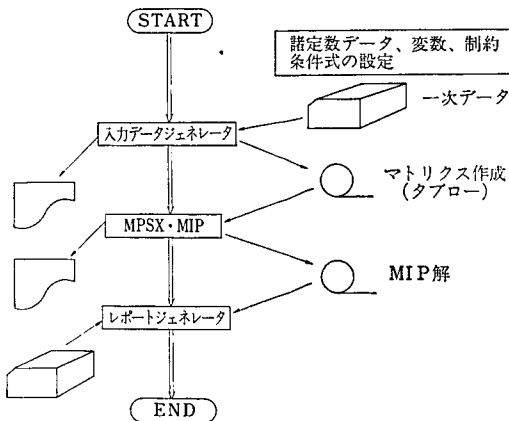 START
諸定数データ、変数、制約
条件式の設定
一次データ
入力データジェネレータ
マトリクス作成
(タブロー)
MPSX・MIP
MIP解
レポートジェネレータ
END